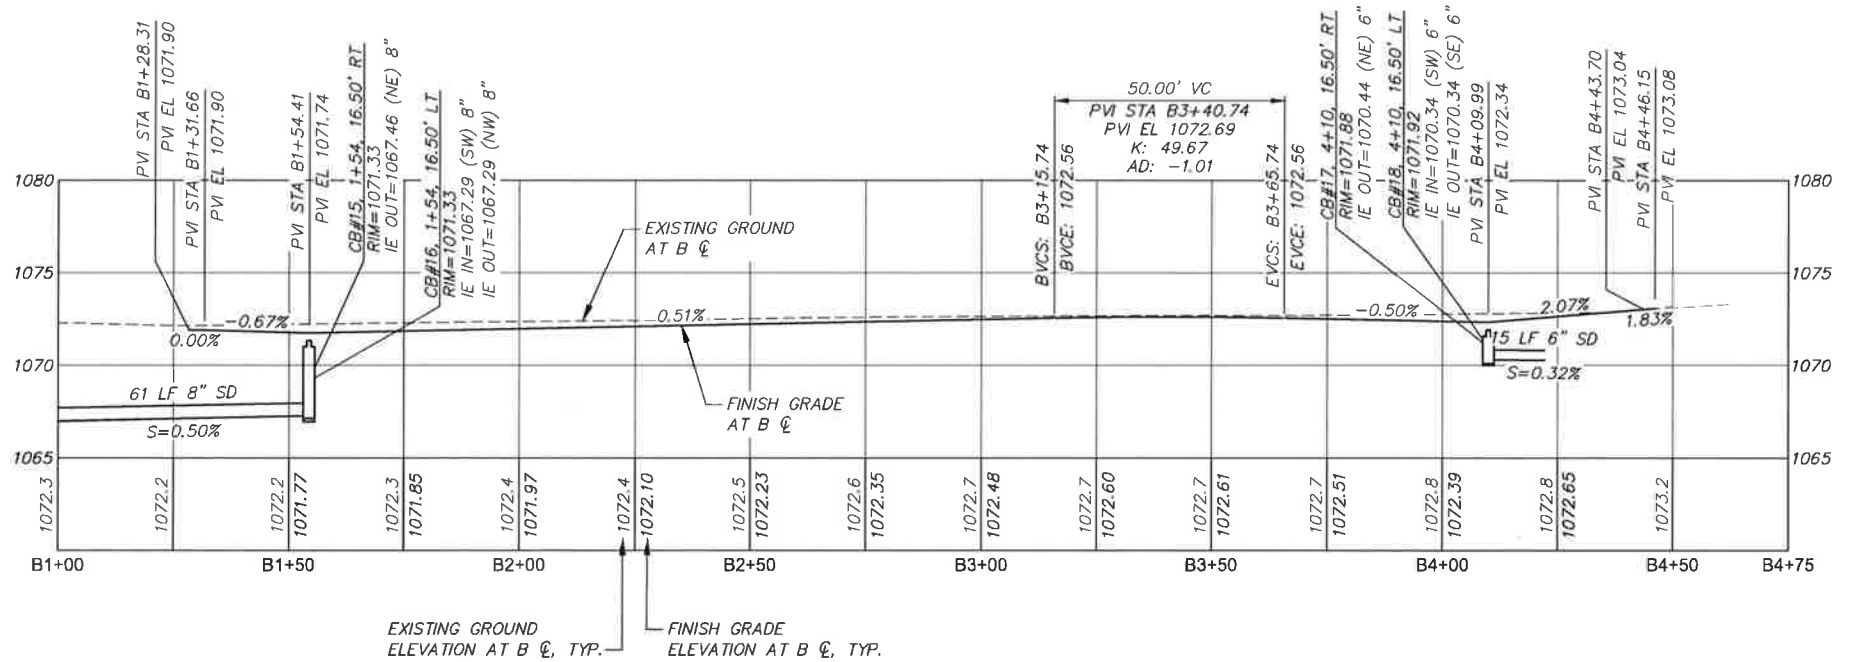 PVI STA B1+28.31
PVI EL 1071.90
PVI STA B1+31.66
PVI EL 1071.90
PVI STA B1+54.41
PVI EL 1071.74
CB#15, 1+54, 16.50' RT
RIM=1071.33
IE OUT=1067.46 (NE) 8"
CB#16, 1+54, 16.50' LT
RIM=1071.33
IE IN=1067.29 (SW) 8"
IE OUT=1067.29 (NW) 8"
50.00' VC
PVI STA B3+40.74
PVI EL 1072.69
K: 49.67
AD: -1.01
BVCS: B3+15.74
BVCE: 1072.56
EVCS: B3+65.74
EVCE: 1072.56
CB#17, 4+10, 16.50' RT
RIM=1071.88
IE OUT=1070.44 (NE) 6"
CB#18, 4+10, 16.50' LT
RIM=1071.92
IE IN=1070.34 (SW) 6"
IE OUT=1070.34 (SE) 6"
PVI STA B4+09.99
PVI EL 1072.34
PVI STA B4+43.70
PVI EL 1073.04
PVI STA B4+46.15
PVI EL 1073.08
1080
1080
EXISTING GROUND
AT B ℄
1075
1075
-0.67%
0.00%
0.51%
-0.50%
2.07%
1.83%
1070
1070
15 LF 6" SD
S=0.32%
61 LF 8" SD
S=0.50%
FINISH GRADE
AT B ℄
1065
1065
1072.3
1072.2
1072.2
1071.77
1072.3
1071.85
1072.4
1071.97
1072.4
1072.10
1072.5
1072.23
1072.6
1072.35
1072.7
1072.48
1072.7
1072.60
1072.7
1072.61
1072.7
1072.51
1072.8
1072.39
1072.8
1072.65
1073.2
B1+00
B1+50
B2+00
B2+50
B3+00
B3+50
B4+00
B4+50
B4+75
EXISTING GROUND
ELEVATION AT B ℄, TYP.
FINISH GRADE
ELEVATION AT B ℄, TYP.